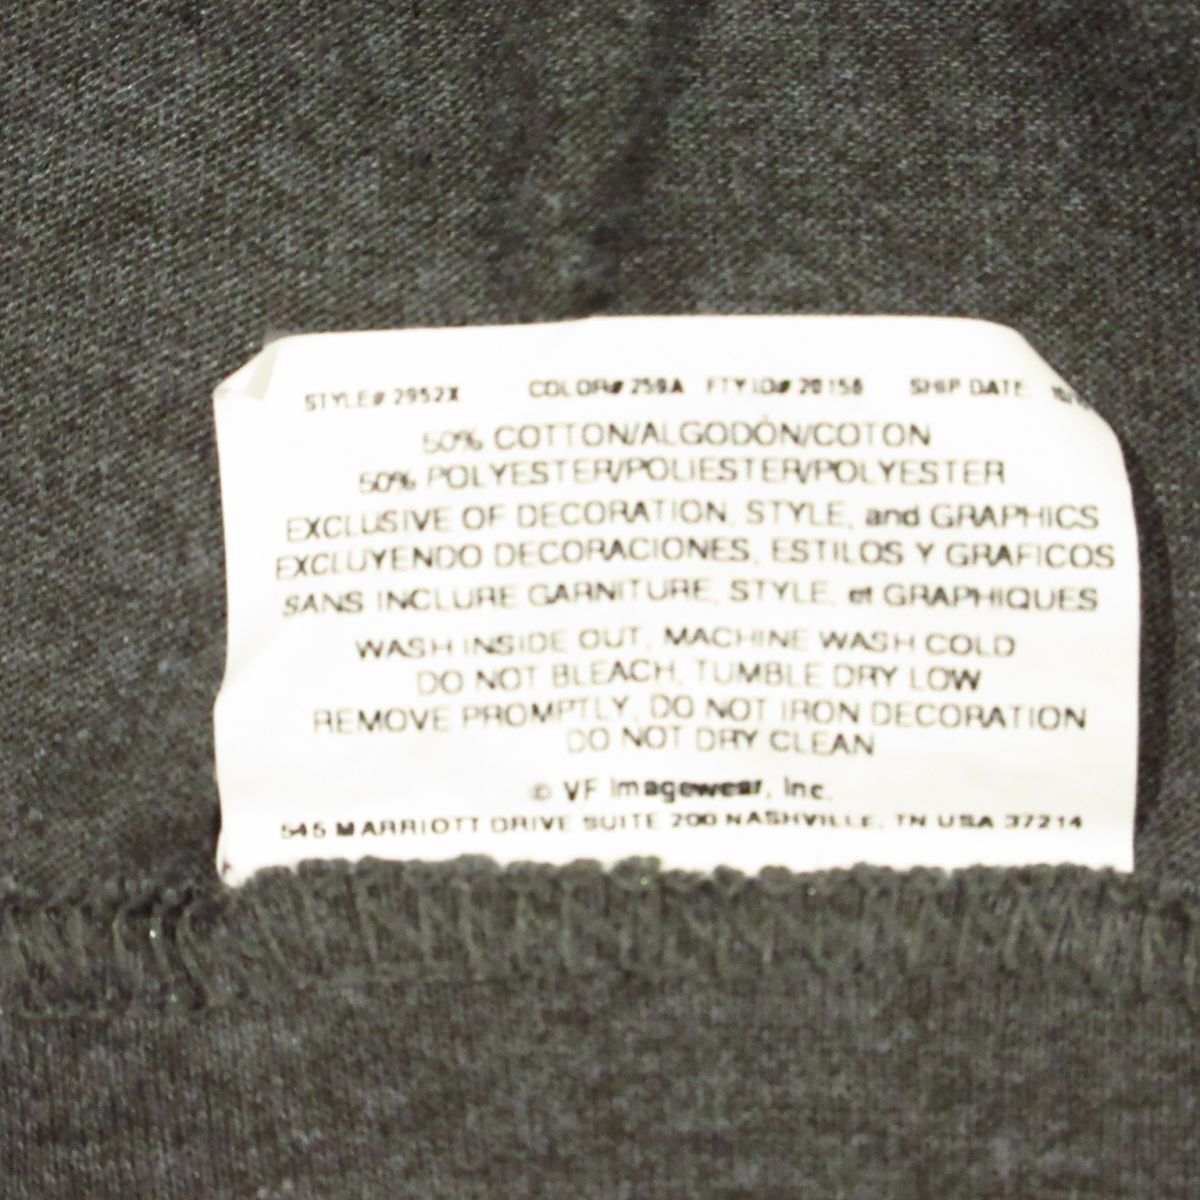 STYLE# 2952X COLOR# 259A FTY ID# 20158 SHIP DATE
50% COTTON/ALGODÓN/COTON
50% POLYESTER/POLIESTER/POLYESTER
EXCLUSIVE OF DECORATION, STYLE, and GRAPHICS
EXCLUYENDO DECORACIONES, ESTILOS Y GRAFICOS
SANS INCLURE GARNITURE, STYLE, et GRAPHIQUES
WASH INSIDE OUT, MACHINE WASH COLD
DO NOT BLEACH, TUMBLE DRY LOW
REMOVE PROMPTLY, DO NOT IRON DECORATION
DO NOT DRY CLEAN
© VF Imagewear, Inc.
545 MARRIOTT DRIVE SUITE 200 NASHVILLE, TN USA 37214